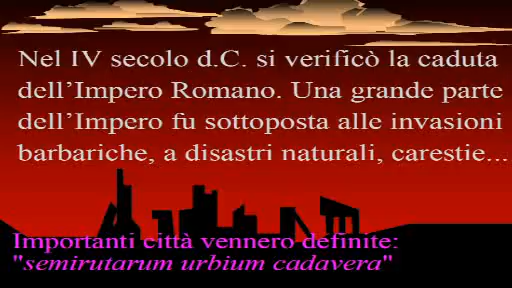 Nel IV secolo d.C. si verificò la caduta
dell'Impero Romano. Una grande parte
dell'Impero fu sottoposta alle invasioni
barbariche, a disastri naturali, carestie...
Importanti città vennero definite:
"semirutarum urbium cadavera"